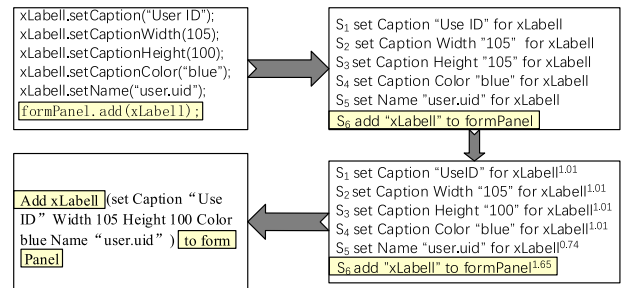 xLabell.setCaption(“User ID”);
xLabell.setCaptionWidth(105);
xLabell.setCaptionHeight(100);
xLabell.setCaptionColor(“blue”);
xLabell.setName(“user.uid”);
formPanel.add(xLabell);
S1 set Caption “Use ID” for xLabell
S2 set Caption Width "105” for xLabell
S3 set Caption Height "105” for xLabell
S4 set Caption Color "blue” for xLabell
S5 set Name "user.uid” for xLabell
S6 add “xLabell” to formPanel
S1 set Caption “UseID” for xLabell1.01
S2 set Caption Width “105” for xLabell1.01
S3 set Caption Height “100” for xLabell1.01
S4 set Caption Color “blue” for xLabell1.01
S5 set Name “user.uid” for xLabell0.74
S6 add "xLabell” to formPanel1.65
Add xLabell (set Caption “Use
ID” Width 105 Height 100 Color
blue Name “user.uid” ) to form
Panel